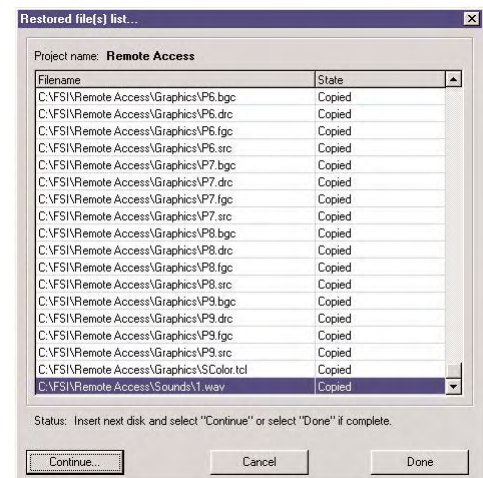 Restored file(s) list...
Project name: Remote Access
Filename State
C:\FSI\Remote Access\Graphics\P6.bgc Copied
C:\FSI\Remote Access\Graphics\P6.drc Copied
C:\FSI\Remote Access\Graphics\P6.fgc Copied
C:\FSI\Remote Access\Graphics\P6.src Copied
C:\FSI\Remote Access\Graphics\P7.bgc Copied
C:\FSI\Remote Access\Graphics\P7.drc Copied
C:\FSI\Remote Access\Graphics\P7.fgc Copied
C:\FSI\Remote Access\Graphics\P7.src Copied
C:\FSI\Remote Access\Graphics\P8.bgc Copied
C:\FSI\Remote Access\Graphics\P8.drc Copied
C:\FSI\Remote Access\Graphics\P8.fgc Copied
C:\FSI\Remote Access\Graphics\P8.src Copied
C:\FSI\Remote Access\Graphics\P9.bgc Copied
C:\FSI\Remote Access\Graphics\P9.drc Copied
C:\FSI\Remote Access\Graphics\P9.fgc Copied
C:\FSI\Remote Access\Graphics\P9.src Copied
C:\FSI\Remote Access\Graphics\SColor.tcl Copied
C:\FSI\Remote Access\Sounds\1.wav Copied
Status: Insert next disk and select "Continue" or select "Done" if complete.
Continue... Cancel Done